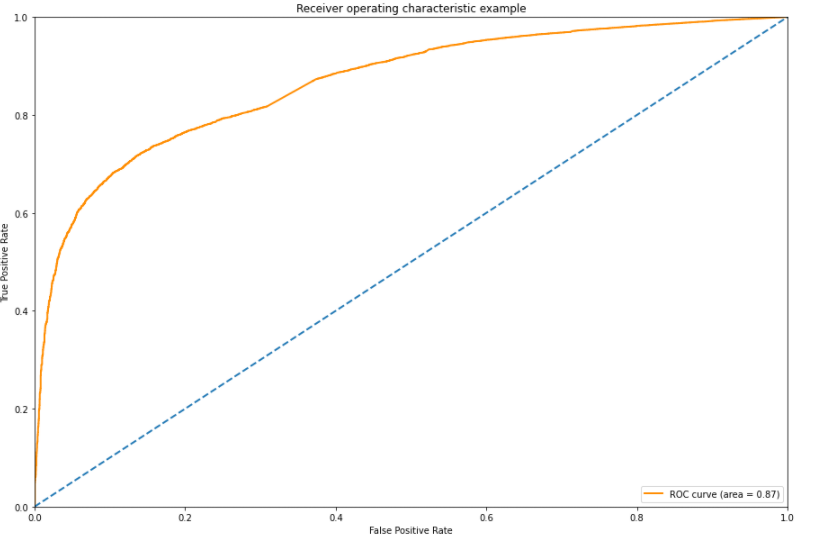 Receiver operating characteristic example
1.0
0.8
0.6
0.4
0.2
0.0
True Positive Rate
ROC curve (area = 0.87)
0.0 0.2 0.4 0.6 0.8 1.0
False Positive Rate